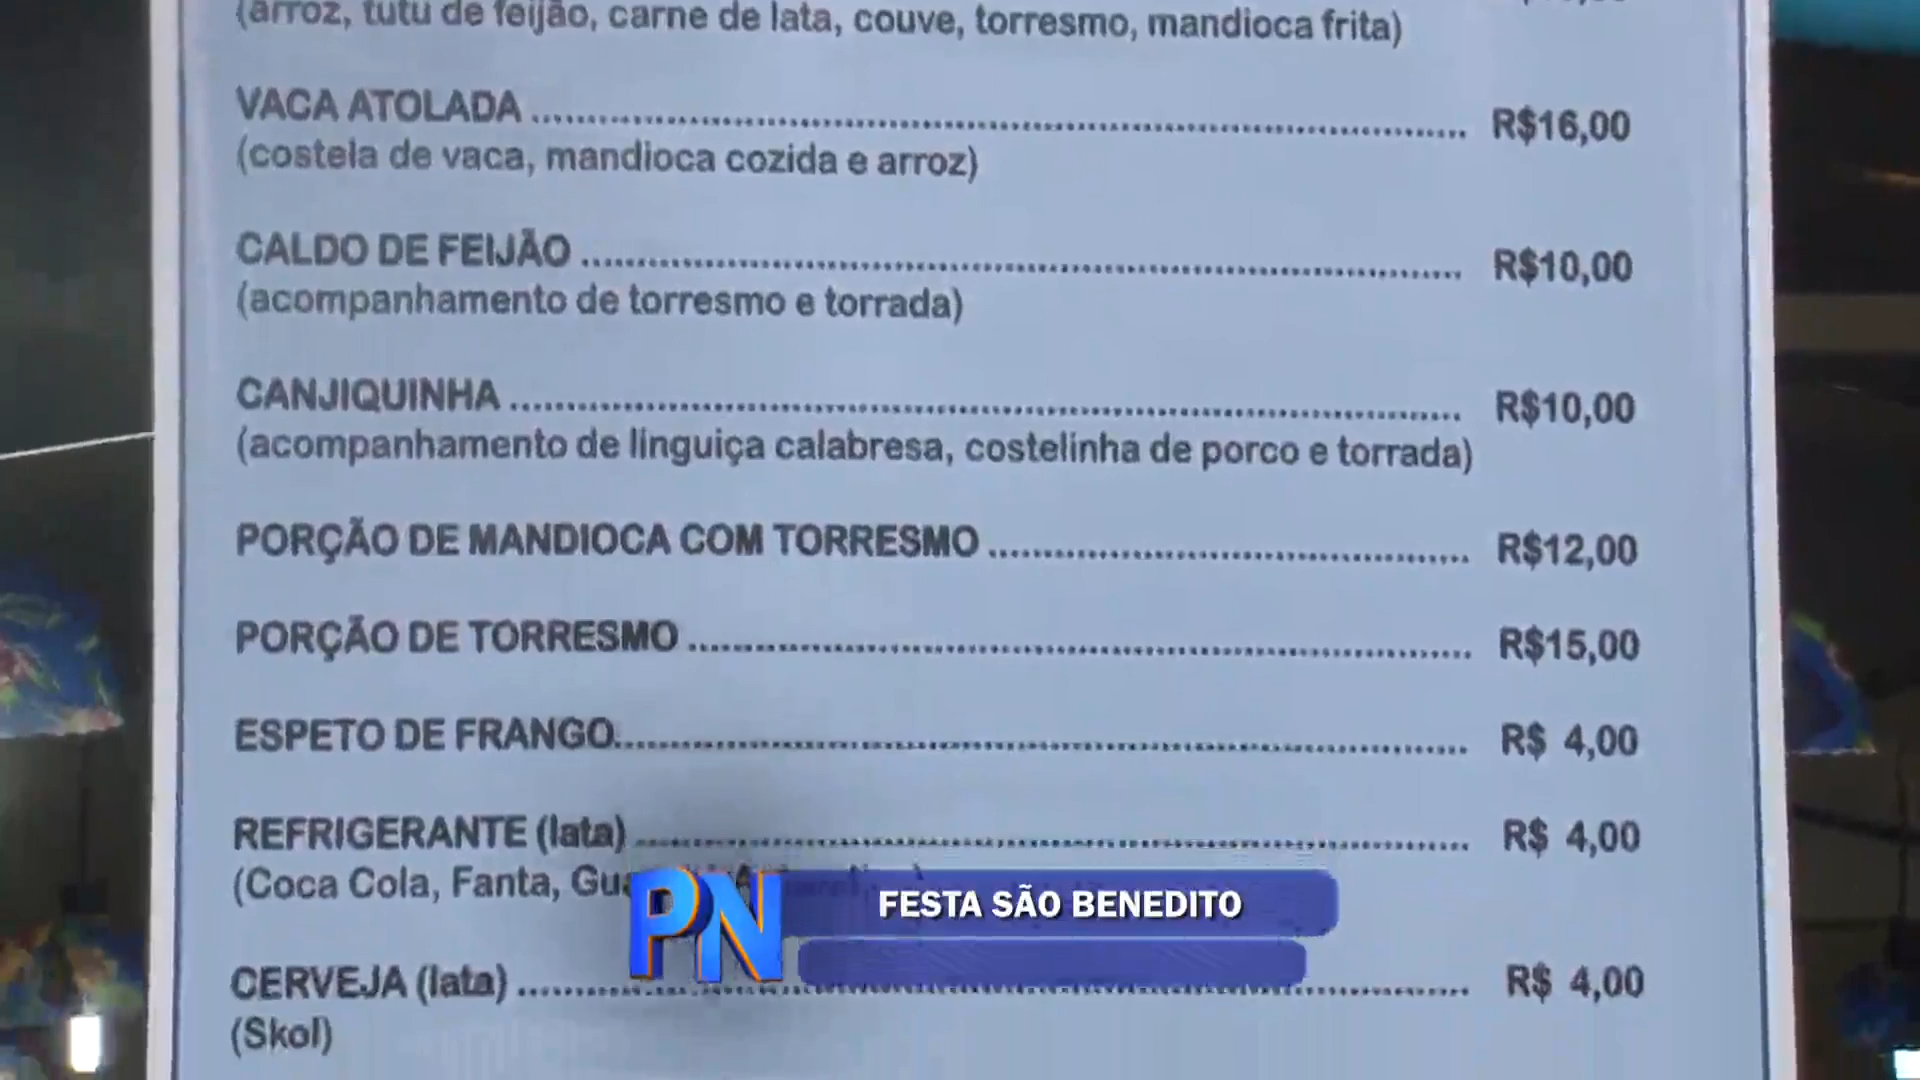 (arroz, tutu de feijão, carne de lata, couve, torresmo, mandioca frita)
VACA ATOLADA ........ R$16,00
(costela de vaca, mandioca cozida e arroz)
CALDO DE FEIJÃO ........ R$10,00
(acompanhamento de torresmo e torrada)
CANJIQUINHA ........ R$10,00
(acompanhamento de linguiça calabresa, costelinha de porco e torrada)
PORÇÃO DE MANDIOCA COM TORRESMO ........ R$12,00
PORÇÃO DE TORRESMO ........ R$15,00
ESPETO DE FRANGO ........ R$ 4,00
REFRIGERANTE (lata) ........ R$ 4,00
(Coca Cola, Fanta,
PN FESTA SÃO BENEDITO
CERVEJA (lata) ........ R$ 4,00
(Skol)